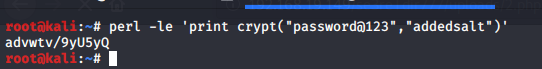 root@kali:~# perl -le 'print crypt("password@123","addedsalt")'
advwtv/9yU5yQ
root@kali:~#